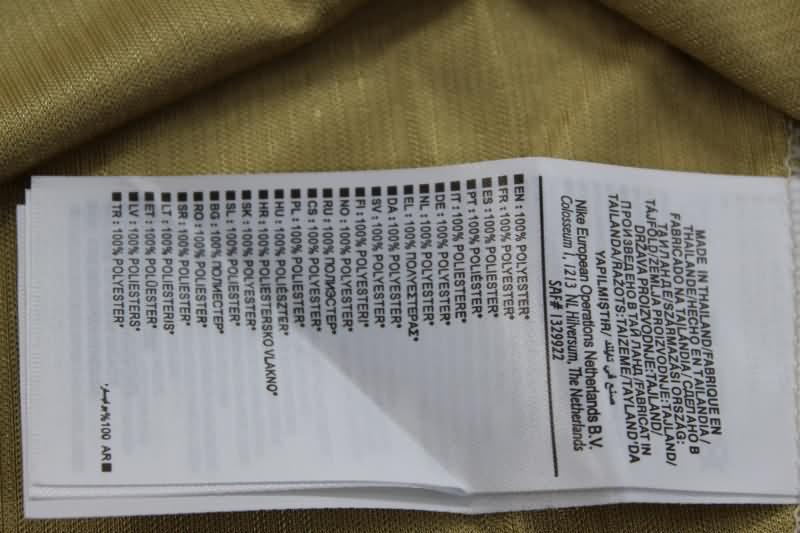 MADE IN THAILAND/FABRIQUE EN
THAILANDE/HECHO EN TAILANDIA/
FABRICADO NA TAILÂNDIA /СДЕЛАНО В
ТАИЛАНДЕ/SZÁRMAZÁSI ORSZÁG:
TÁJFÖLD/ZEMLJA PROIZVODNJE:TAJLAND/
ПРОИЗВЕДЕНО В ТАЙЛАНД /FABRICAT IN
DRŽAVA PROIZVODNJE:TAJLAND/
TAILANDA/RAŽOTS:TAIZEME/TAYLAND'DA
YAPILMIŞTIR/ صنع في تايلاند
Nike European Operations Netherlands B.V.
Colosseum 1, 1213 NL Hilversum, The Netherlands
SAF# 1329922
EN : 100% POLYESTER*
FR : 100% POLYESTER*
ES : 100% POLIÉSTER*
PT : 100% POLIÉSTER*
IT : 100% POLIESTERE*
DE : 100% POLYESTER*
NL : 100% POLYESTER*
EL : 100% ΠΟΛΥΕΣΤΕΡΑΣ*
DA : 100% POLYESTER*
SV : 100% POLYESTER*
FI : 100% POLYESTERI*
NO : 100% POLYESTER*
RU : 100% ПОЛИЭСТЕР*
CS : 100% POLYESTER*
PL : 100% POLIESTER*
HU : 100% POLIÉSZTER*
HR : 100% POLIESTERSKO VLAKNO*
SK : 100% POLYESTER*
SL : 100% POLIESTER*
BG : 100% ПОЛИЕСТЕР*
RO : 100% POLIESTER*
SR : 100% POLIESTER*
LT : 100% POLIESTERIS*
ET : 100% POLÜESTER*
LV : 100% POLIESTERS*
TR : 100% POLYESTER*
AR 100% بوليستر*